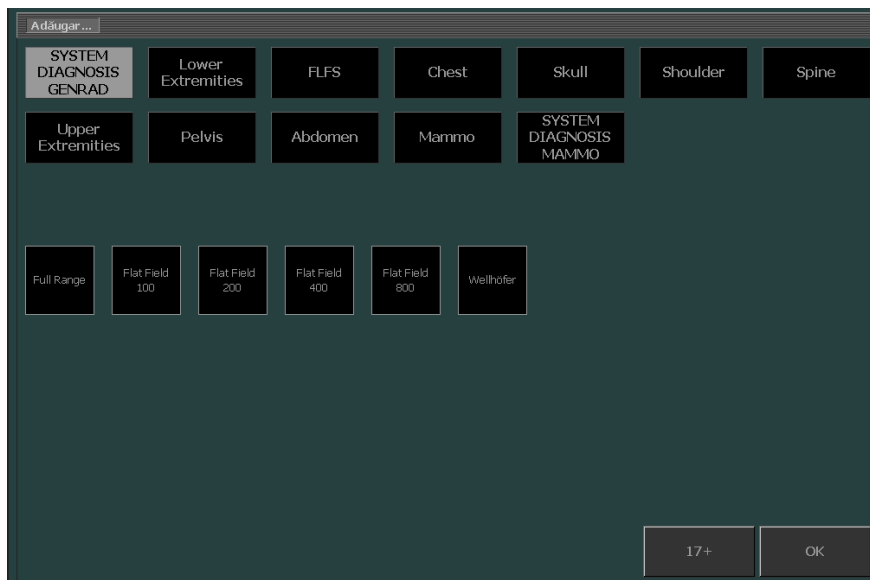 Adăugar...
SYSTEM
DIAGNOSIS
GENRAD
Lower
Extremities
FLFS
Chest
Skull
Shoulder
Spine
Upper
Extremities
Pelvis
Abdomen
Mammo
SYSTEM
DIAGNOSIS
MAMMO
Full Range
Flat Field
100
Flat Field
200
Flat Field
400
Flat Field
800
Wellhöfer
17+
OK